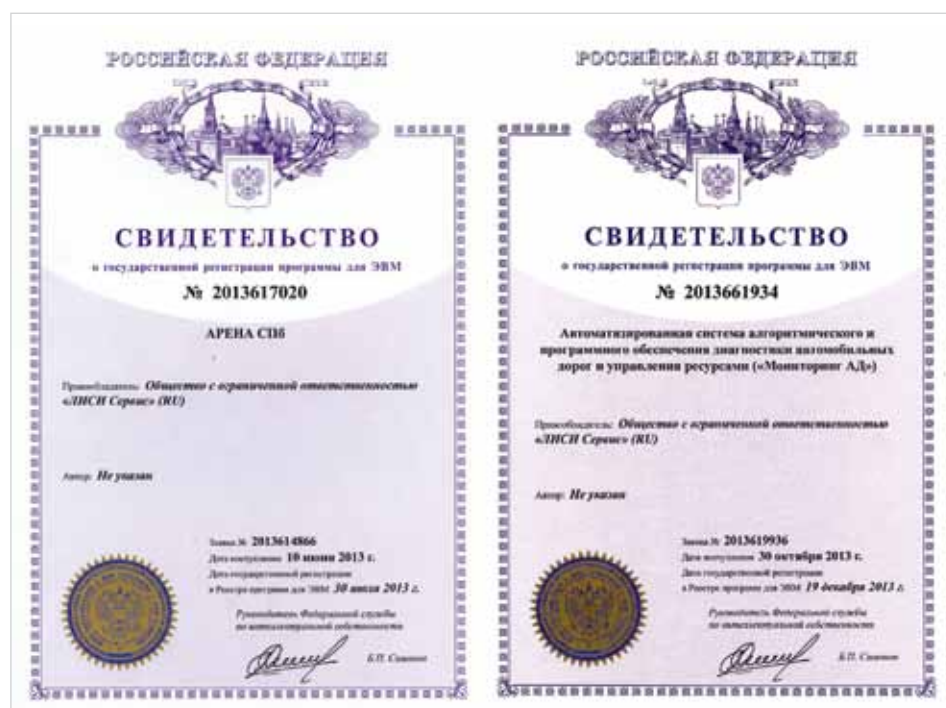 РОССИЙСКАЯ ФЕДЕРАЦИЯ
СВИДЕТЕЛЬСТВО
о государственной регистрации программы для ЭВМ
№ 2013617020
АРЕНА СПб
Правообладатель: Общество с ограниченной ответственностью
«ЛИСИ Сервис» (RU)
Автор: Не указан
Заявка № 2013614866
Дата поступления 10 июня 2013 г.
Дата государственной регистрации
в Реестре программ для ЭВМ 30 июля 2013 г.
Руководитель Федеральной службы
по интеллектуальной собственности
Б.П. Симонов
РОССИЙСКАЯ ФЕДЕРАЦИЯ
СВИДЕТЕЛЬСТВО
о государственной регистрации программы для ЭВМ
№ 2013661934
Автоматизированная система алгоритмического и
программного обеспечения диагностики автомобильных
дорог и управления ресурсами («Мониторинг АД»)
Правообладатель: Общество с ограниченной ответственностью
«ЛИСИ Сервис» (RU)
Автор: Не указан
Заявка № 2013619936
Дата поступления 30 октября 2013 г.
Дата государственной регистрации
в Реестре программ для ЭВМ 19 декабря 2013 г.
Руководитель Федеральной службы
по интеллектуальной собственности
Б.П. Симонов